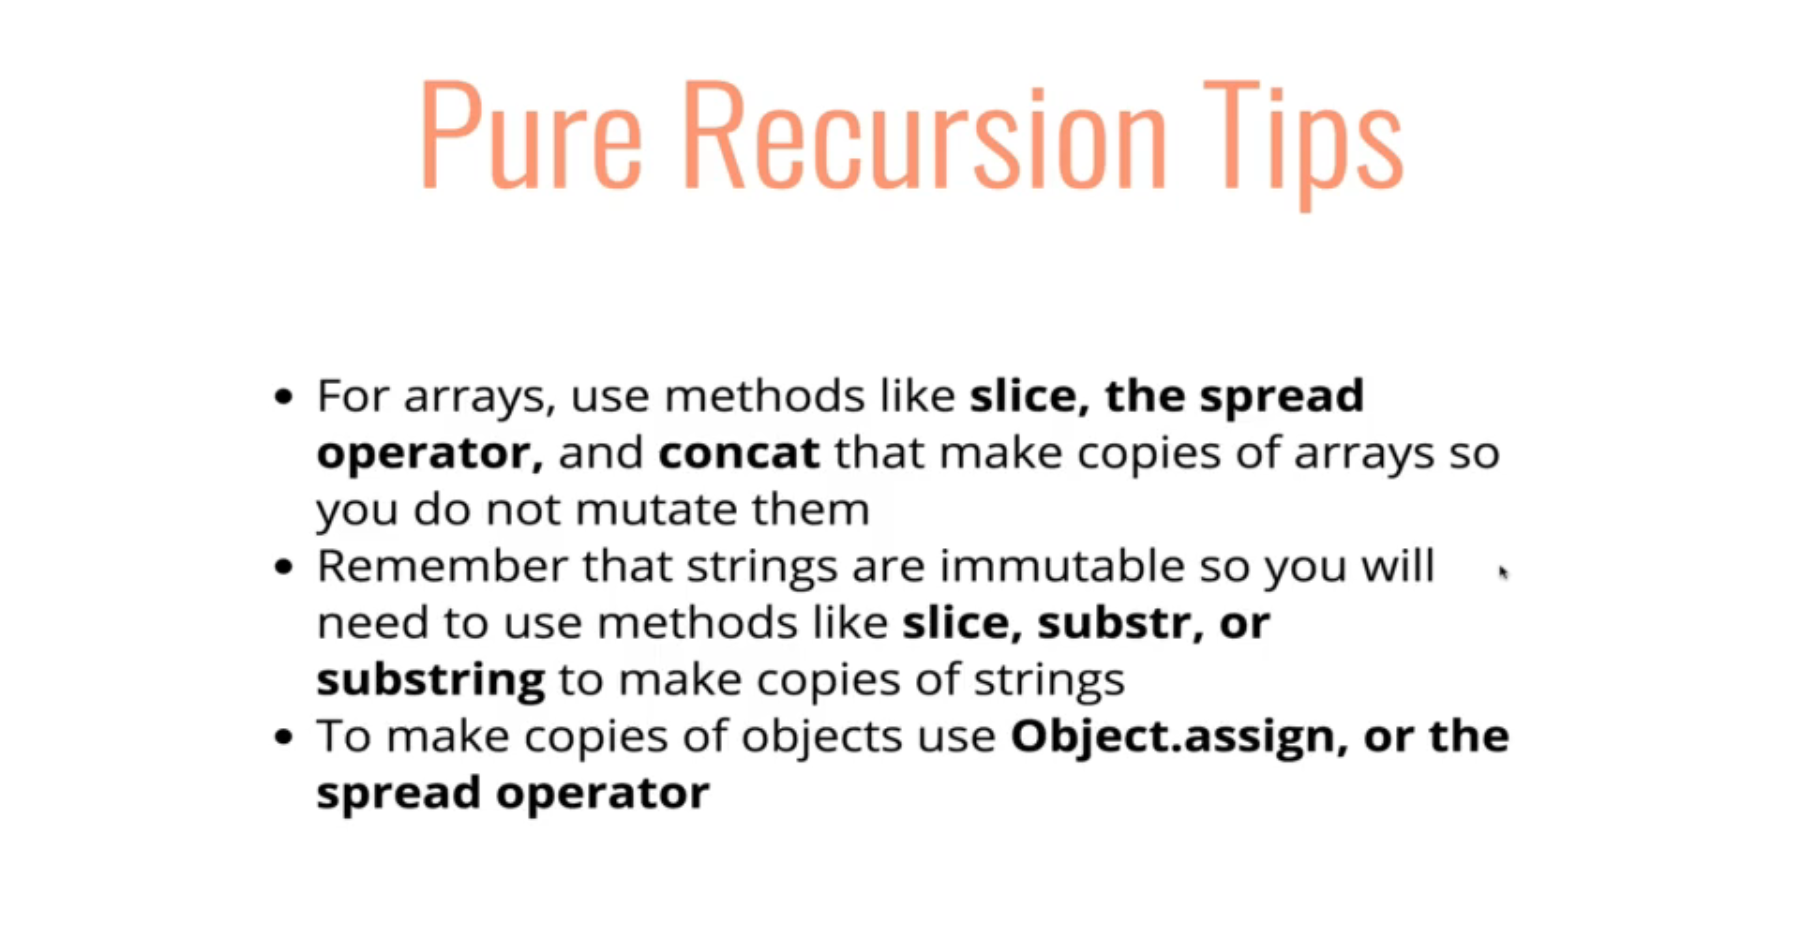 Pure Recursion Tips
• For arrays, use methods like slice, the spread
operator, and concat that make copies of arrays so
you do not mutate them
• Remember that strings are immutable so you will
need to use methods like slice, substr, or
substring to make copies of strings
• To make copies of objects use Object.assign, or the
spread operator